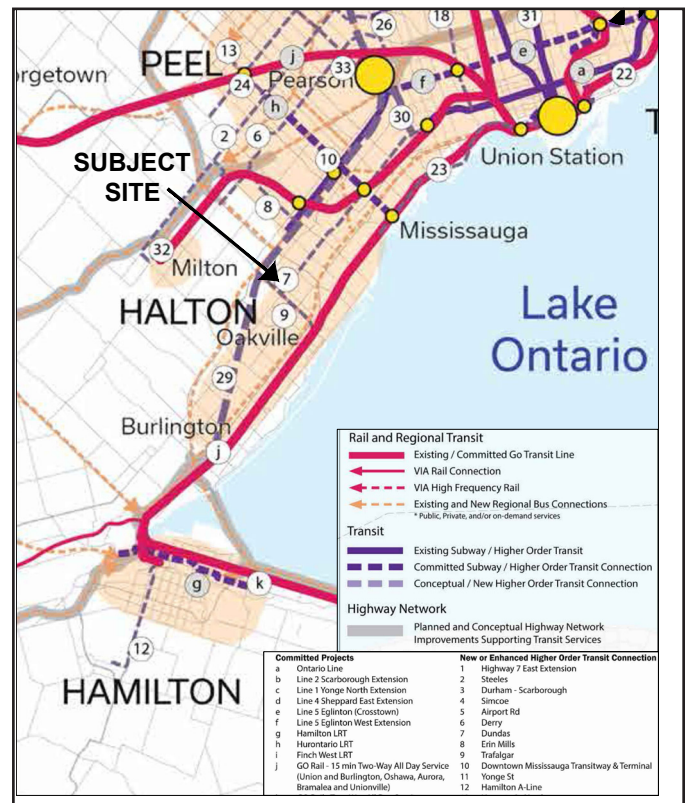 26
18
31
13
PEEL
j
33
e
orgetown
24
Pearson
f
a
22
h
30
2
6
Union Station
SUBJECT
SITE
10
23
8
Mississauga
32
Milton
7
HALTON
9
Lake
Ontario
Oakville
29
Burlington
j
g
k
12
HAMILTON
Rail and Regional Transit
Existing / Committed Go Transit Line
VIA Rail Connection
VIA High Frequency Rail
Existing and New Regional Bus Connections
* Public, Private, and/or on-demand services
Transit
Existing Subway / Higher Order Transit
Committed Subway / Higher Order Transit Connection
Conceptual / New Higher Order Transit Connection
Highway Network
Planned and Conceptual Highway Network
Improvements Supporting Transit Services
Committed Projects
a Ontario Line
b Line 2 Scarborough Extension
c Line 1 Yonge North Extension
d Line 4 Sheppard East Extension
e Line 5 Eglinton (Crosstown)
f Line 5 Eglinton West Extension
g Hamilton LRT
h Hurontario LRT
i Finch West LRT
j GO Rail - 15 min Two-Way All Day Service
(Union and Burlington, Oshawa, Aurora,
Bramalea and Unionville)
New or Enhanced Higher Order Transit Connection
1 Highway 7 East Extension
2 Steeles
3 Durham - Scarborough
4 Simcoe
5 Airport Rd
6 Derry
7 Dundas
8 Erin Mills
9 Trafalgar
10 Downtown Mississauga Transitway & Terminal
11 Yonge St
12 Hamilton A-Line